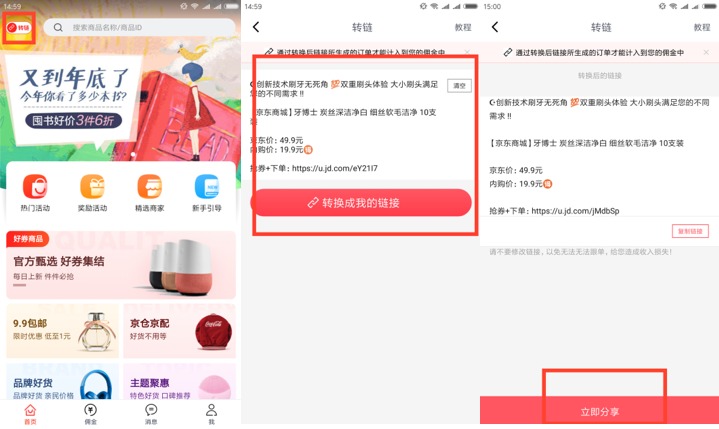 14:59
转链
搜索商品名称/商品ID
又到年底了
今年你看了多少本书?
囤书好价 3件6折
热门活动
奖励活动
精选商家
新手引导
好券商品
官方甄选 好券集结
每日上新 件件必抢
9.9包邮
限时优惠 低至1元
京仓京配
好货不用等
品牌好货
品牌好货 亲民价格
主题聚惠
特色好货 口碑推荐
首页
佣金
消息
我
14:59
转链
教程
通过转换后链接所生成的订单才能计入到您的佣金中
创新技术刷牙无死角 💯双重刷头体验 大小刷头满足
您的不同需求 !!
清空
【京东商城】牙博士 炭丝深洁净白 细丝软毛洁净 10支
装
京东价: 49.9元
内购价: 19.9元
抢券+下单: https://u.jd.com/eY21I7
转换成我的链接
15:00
转链
教程
通过转换后链接所生成的订单才能计入到您的佣金中
转换后的链接
创新技术刷牙无死角 💯双重刷头体验 大小刷头满足您的不同
需求 !!
【京东商城】牙博士 炭丝深洁净白 细丝软毛洁净 10支装
京东价: 49.9元
内购价: 19.9元
抢券+下单: https://u.jd.com/jMdbSp
复制链接
请不要修改链接，以免无法无法跟单，给您造成收入损失!
立即分享